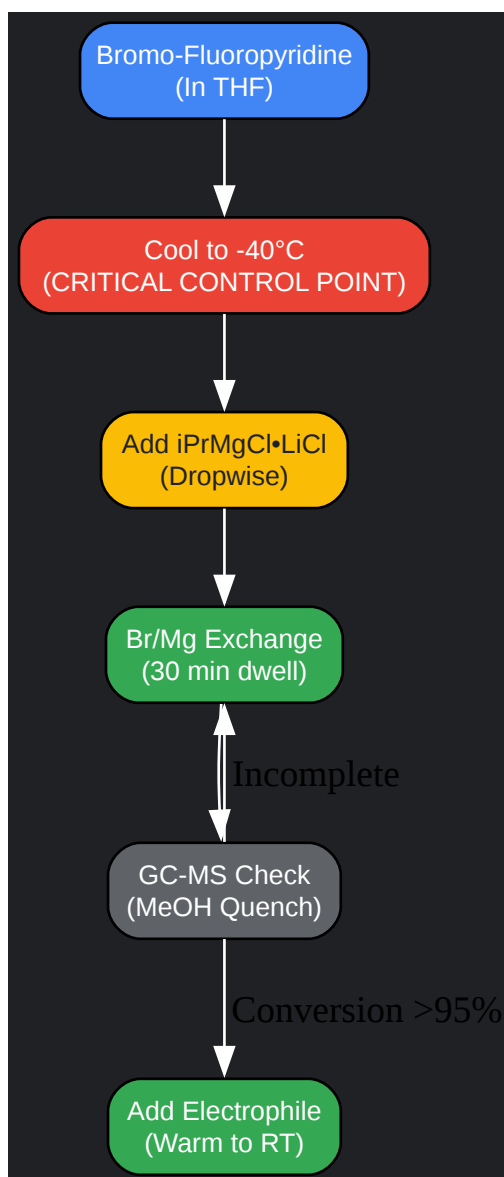 Bromo-Fluoropyridine
(In THF)
Cool to -40°C
(CRITICAL CONTROL POINT)
Add iPrMgCl•LiCl
(Dropwise)
Br/Mg Exchange
(30 min dwell)
Incomplete
GC-MS Check
(MeOH Quench)
Conversion >95%
Add Electrophile
(Warm to RT)